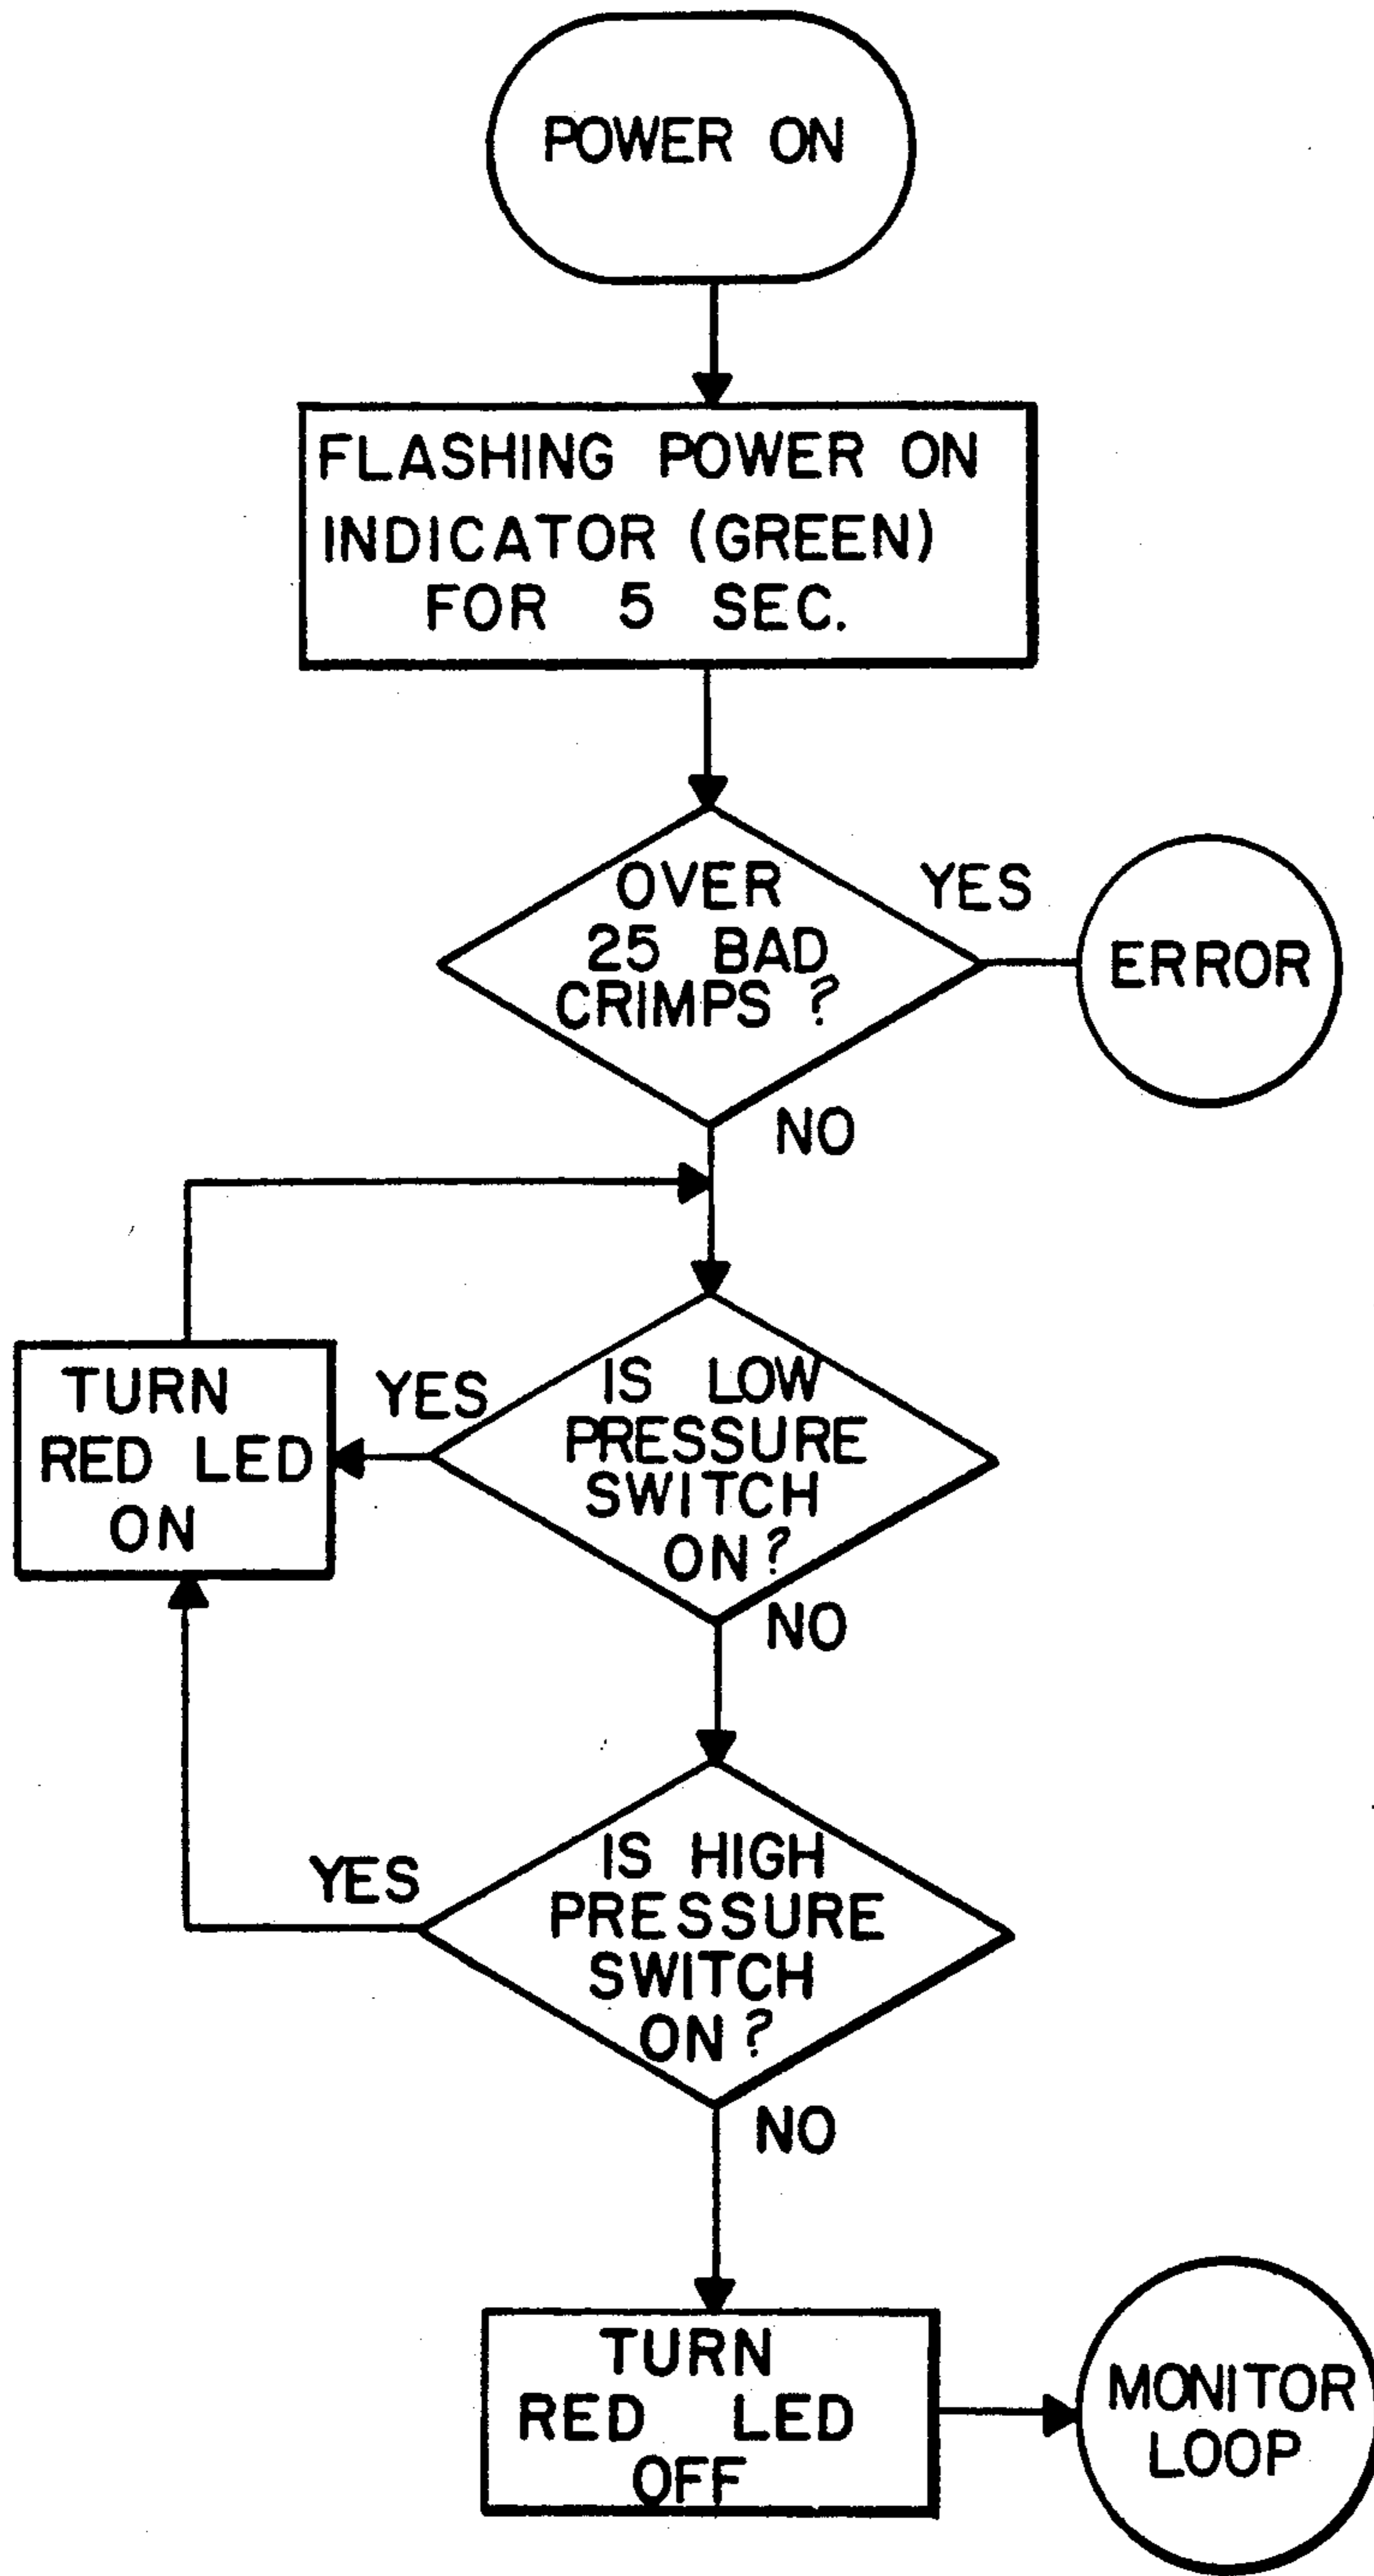 POWER ON
FLASHING POWER ON
INDICATOR (GREEN)
FOR 5 SEC.
OVER
25 BAD
CRIMPS ?
YES
ERROR
NO
TURN
RED LED
ON
YES
IS LOW
PRESSURE
SWITCH
ON?
NO
YES
IS HIGH
PRESSURE
SWITCH
ON?
NO
TURN
RED LED
OFF
MONITOR
LOOP